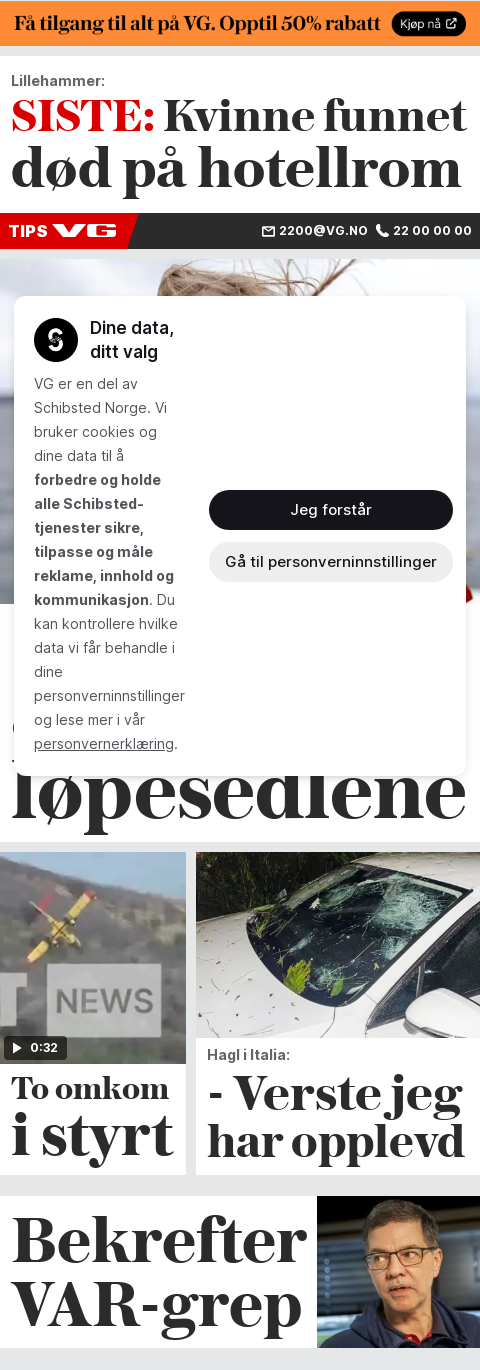 Få tilgang til alt på VG. Opptil 50% rabatt
Kjøp nå
Lillehammer:
SISTE: Kvinne funnet
død på hotellrom
TIPS VG
2200@VG.NO 22 00 00 00
Dine data,
ditt valg
VG er en del av
Schibsted Norge. Vi
bruker cookies og
dine data til å
forbedre og holde
alle Schibsted-
tjenester sikre,
tilpasse og måle
reklame, innhold og
kommunikasjon. Du
kan kontrollere hvilke
data vi får behandle i
dine
personverninnstillinger
og lese mer i vår
personvernerklæring.
Jeg forstår
Gå til personverninnstillinger
løpesedlene
NEWS
0:32
To omkom
i styrt
Hagl i Italia:
- Verste jeg
har opplevd
Bekrefter
VAR-grep